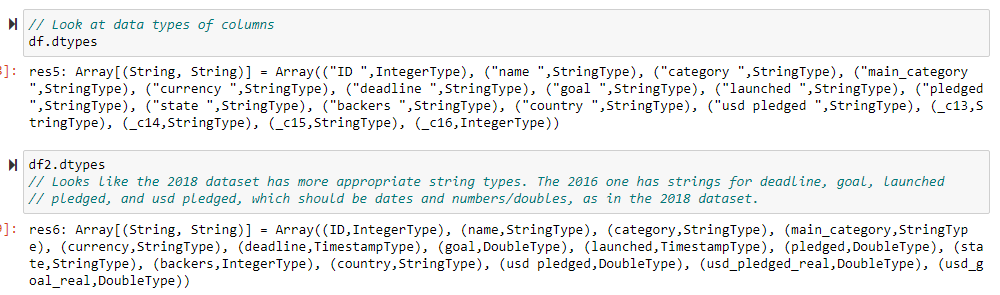 // Look at data types of columns
df.dtypes
]: res5: Array[(String, String)] = Array(("ID ",IntegerType), ("name ",StringType), ("category ",StringType), ("main_category
",StringType), ("currency ",StringType), ("deadline ",StringType), ("goal ",StringType), ("launched ",StringType), ("pledged
",StringType), ("state ",StringType), ("backers ",StringType), ("country ",StringType), ("usd pledged ",StringType), (_c13,S
tringType), (_c14,StringType), (_c15,StringType), (_c16,IntegerType))
df2.dtypes
// Looks like the 2018 dataset has more appropriate string types. The 2016 one has strings for deadline, goal, launched
// pledged, and usd pledged, which should be dates and numbers/doubles, as in the 2018 dataset.
]: res6: Array[(String, String)] = Array((ID,IntegerType), (name,StringType), (category,StringType), (main_category,StringTyp
e), (currency,StringType), (deadline,TimestampType), (goal,DoubleType), (launched,TimestampType), (pledged,DoubleType), (sta
te,StringType), (backers,IntegerType), (country,StringType), (usd pledged,DoubleType), (usd_pledged_real,DoubleType), (usd_g
oal_real,DoubleType))